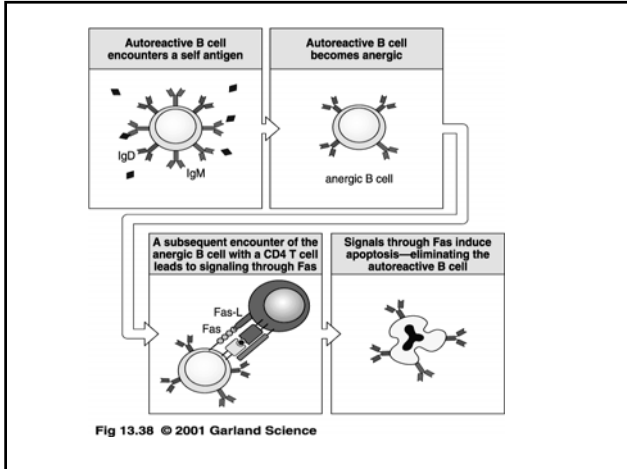 Autoreactive B cell
encounters a self antigen
IgD
IgM
Autoreactive B cell
becomes anergic
anergic B cell
A subsequent encounter of the
anergic B cell with a CD4 T cell
leads to signaling through Fas
Fas-L
Fas
Signals through Fas induce
apoptosis—eliminating the
autoreactive B cell
Fig 13.38 © 2001 Garland Science